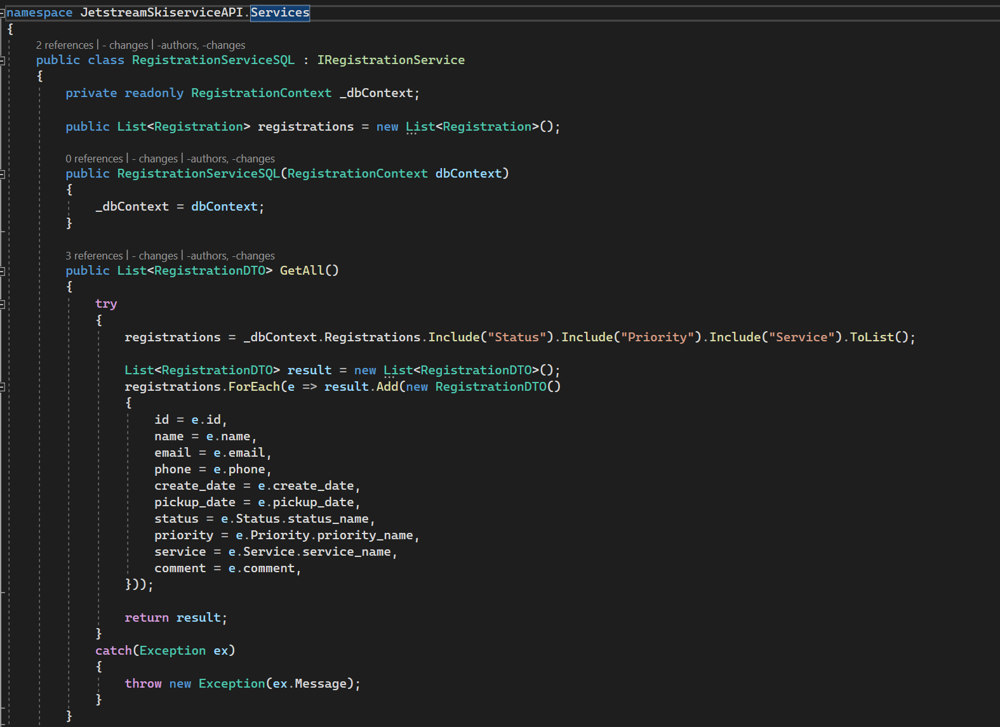 namespace JetstreamSkiserviceAPI.Services
{
2 references | - changes | -authors, -changes
public class RegistrationServiceSQL : IRegistrationService
{
private readonly RegistrationContext _dbContext;
public List<Registration> registrations = new List<Registration>();
0 references | - changes | -authors, -changes
public RegistrationServiceSQL(RegistrationContext dbContext)
{
_dbContext = dbContext;
}
3 references | - changes | -authors, -changes
public List<RegistrationDTO> GetAll()
{
try
{
registrations = _dbContext.Registrations.Include("Status").Include("Priority").Include("Service").ToList();
List<RegistrationDTO> result = new List<RegistrationDTO>();
registrations.ForEach(e => result.Add(new RegistrationDTO()
{
id = e.id,
name = e.name,
email = e.email,
phone = e.phone,
create_date = e.create_date,
pickup_date = e.pickup_date,
status = e.Status.status_name,
priority = e.Priority.priority_name,
service = e.Service.service_name,
comment = e.comment,
}));
return result;
}
catch(Exception ex)
{
throw new Exception(ex.Message);
}
}